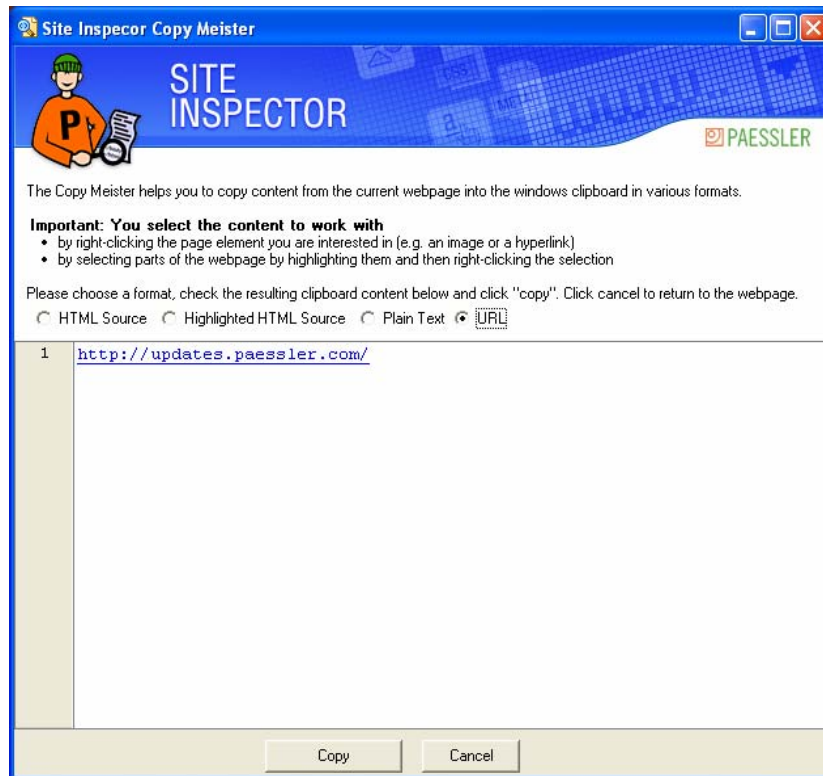 Site Inspecor Copy Meister
SITE
INSPECTOR
PAESSLER
The Copy Meister helps you to copy content from the current webpage into the windows clipboard in various formats.
Important: You select the content to work with
• by right-clicking the page element you are interested in (e.g. an image or a hyperlink)
• by selecting parts of the webpage by highlighting them and then right-clicking the selection
Please choose a format, check the resulting clipboard content below and click "copy". Click cancel to return to the webpage.
HTML Source Highlighted HTML Source Plain Text URL
1 http://updates.paessler.com/
Copy Cancel